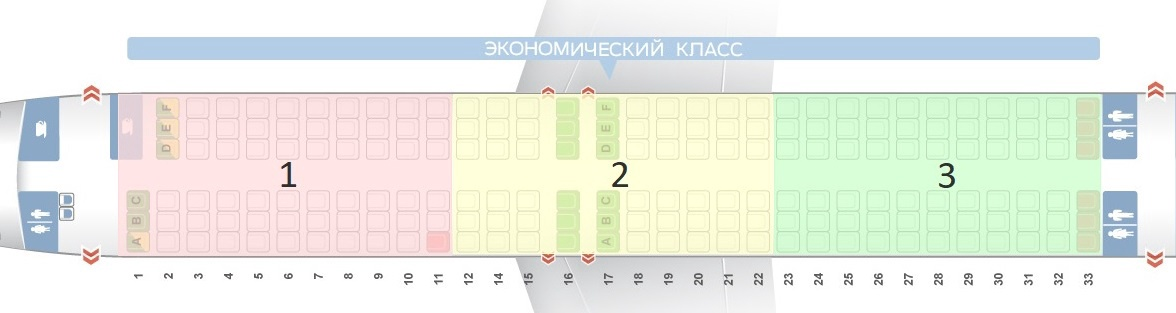 ЭКОНОМИЧЕСКИЙ КЛАСС
F
E
D
F
E
D
1
2
3
C
B
A
C
B
A
1 2 3 4 5 6 7 8 9 10 11 12 14 15 16 17 18 19 20 21 22 23 24 25 26 27 28 29 30 31 32 33